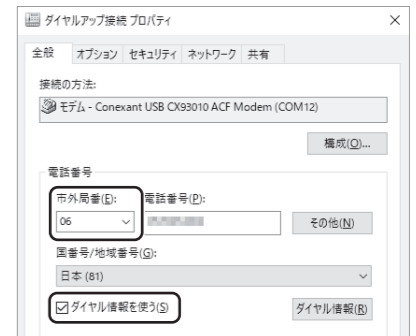 ダイヤルアップ接続 プロパティ
全般 オプション セキュリティ ネットワーク 共有
接続の方法:
モデム - Conexant USB CX93010 ACF Modem (COM12)
構成(O)...
電話番号
市外局番(E): 電話番号(P):
06 その他(N)
国番号/地域番号(G):
日本 (81)
ダイヤル情報を使う(S) ダイヤル情報(R)